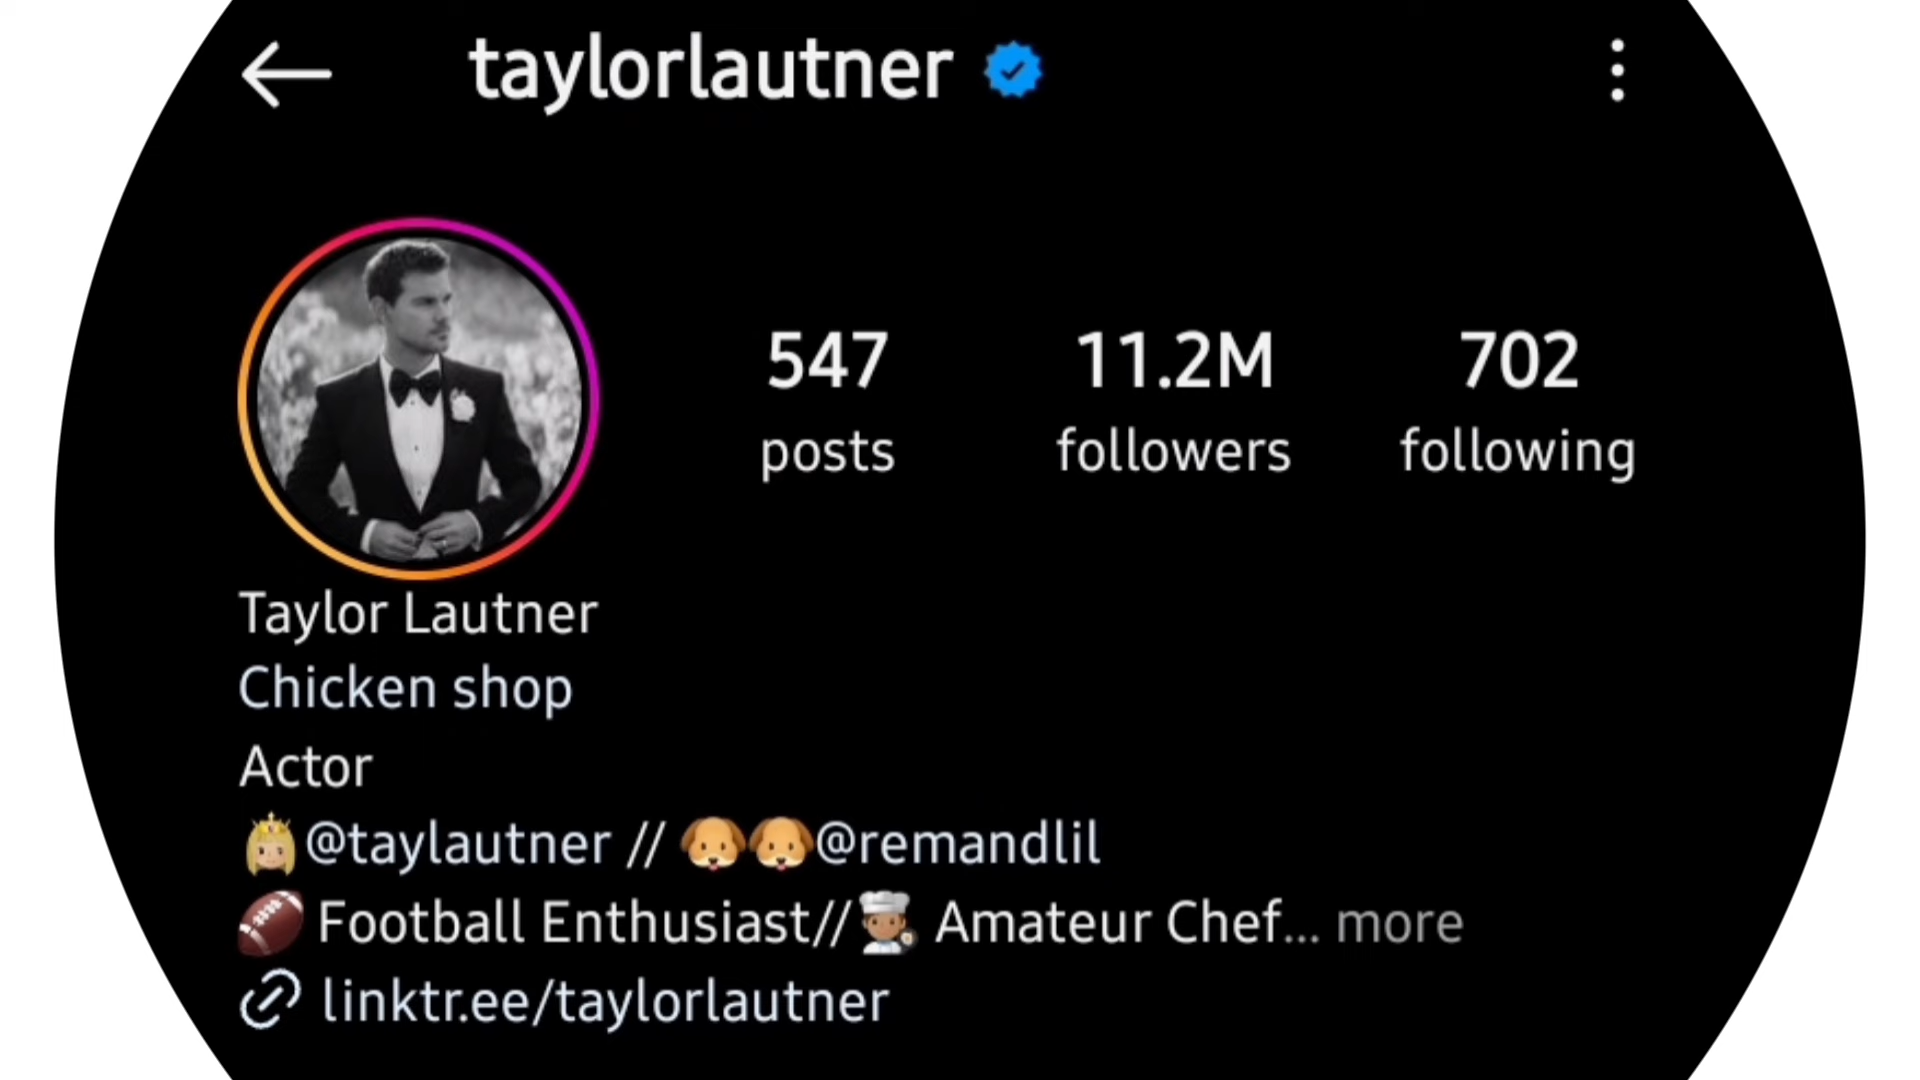 taylorlautner
547 11.2M 702
posts followers following
Taylor Lautner
Chicken shop
Actor
👸🏼@taylautner // 🐶🐶@remandlil
🏈 Football Enthusiast//👨🏽‍🍳 Amateur Chef... more
linktr.ee/taylorlautner